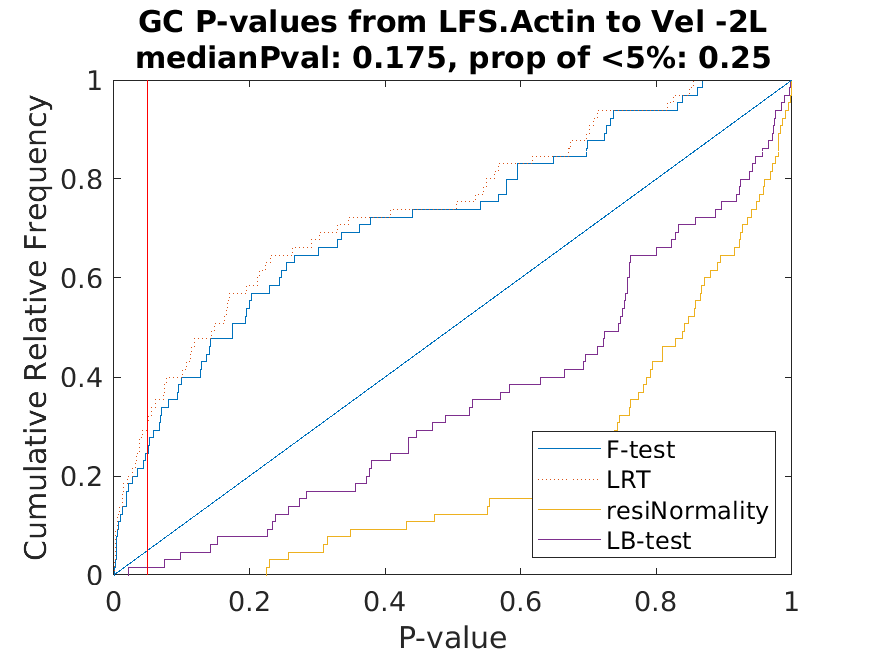 GC P-values from LFS.Actin to Vel -2L
medianPval: 0.175, prop of <5%: 0.25
1
0.8
0.6
0.4
0.2
0
Cumulative Relative Frequency
F-test
LRT
resiNormality
LB-test
0 0.2 0.4 0.6 0.8 1
P-value